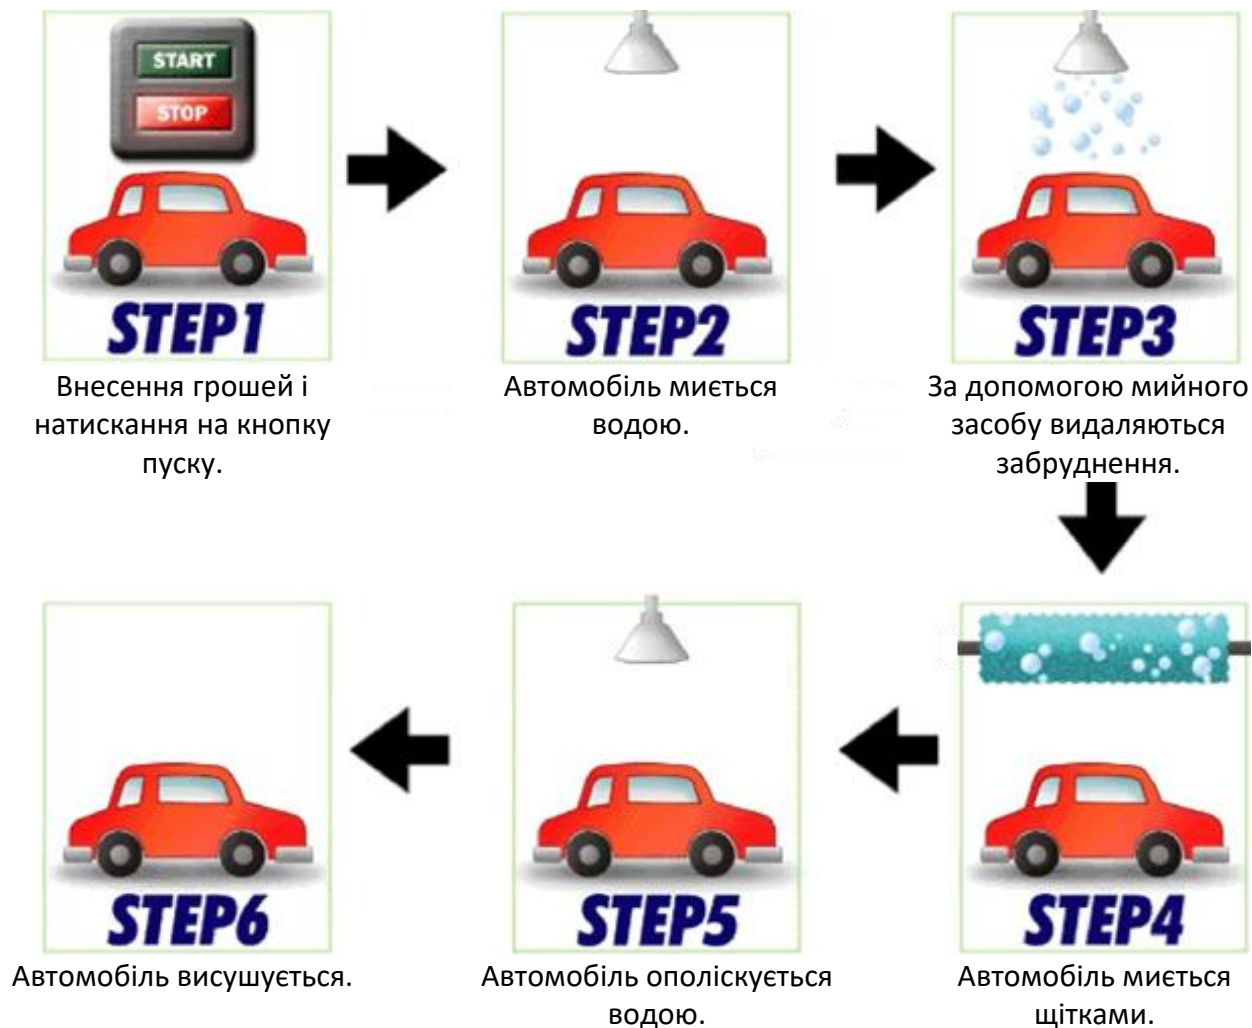 START
STOP
STEP1
Внесення грошей і
натискання на кнопку
пуску.
STEP2
Автомобіль миється
водою.
STEP3
За допомогою мийного
засобу видаляються
забруднення.
STEP4
Автомобіль миється
щітками.
STEP5
Автомобіль ополіскується
водою.
STEP6
Автомобіль висушується.